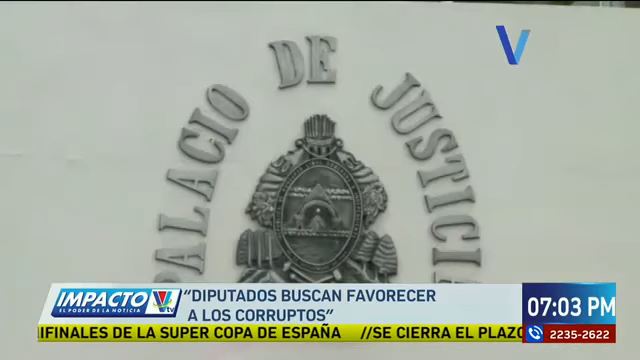 PALACIO DE JUSTICIA
V
IMPACTO
EL PODER DE LA NOTICIA
Vtv
“DIPUTADOS BUSCAN FAVORECER
A LOS CORRUPTOS”
07:03 PM
2235-2622
IFINALES DE LA SUPER COPA DE ESPAÑA //SE CIERRA EL PLAZO